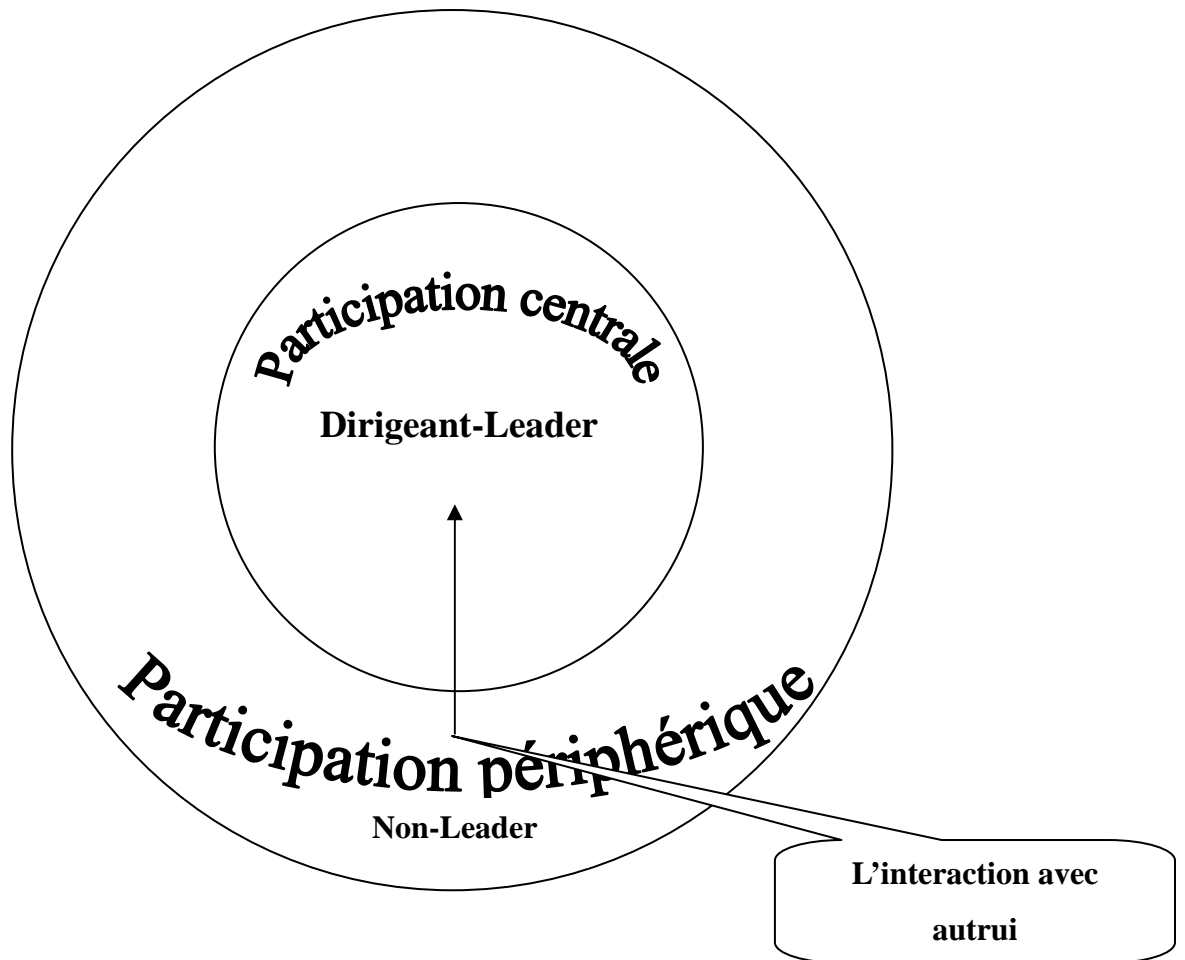 Participation centrale
Dirigeant-Leader
Participation périphérique
Non-Leader
L’interaction avec
autrui